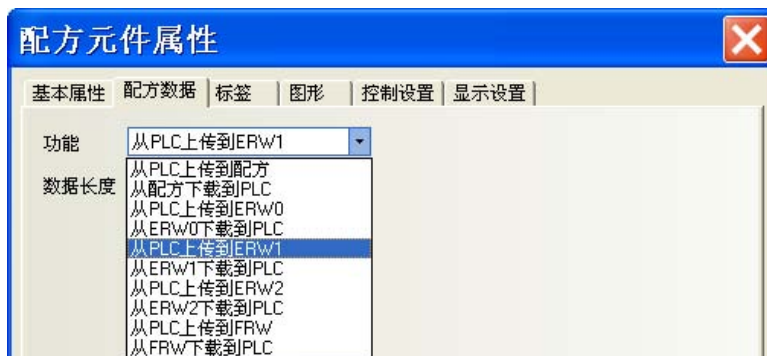 配方元件属性
基本属性 配方数据 标签 图形 控制设置 显示设置
功能 从PLC上传到ERW1
数据长度
从PLC上传到配方
从配方下载到PLC
从PLC上传到ERW0
从ERW0下载到PLC
从PLC上传到ERW1
从ERW1下载到PLC
从PLC上传到ERW2
从ERW2下载到PLC
从PLC上传到FRW
从FRW下载到PLC